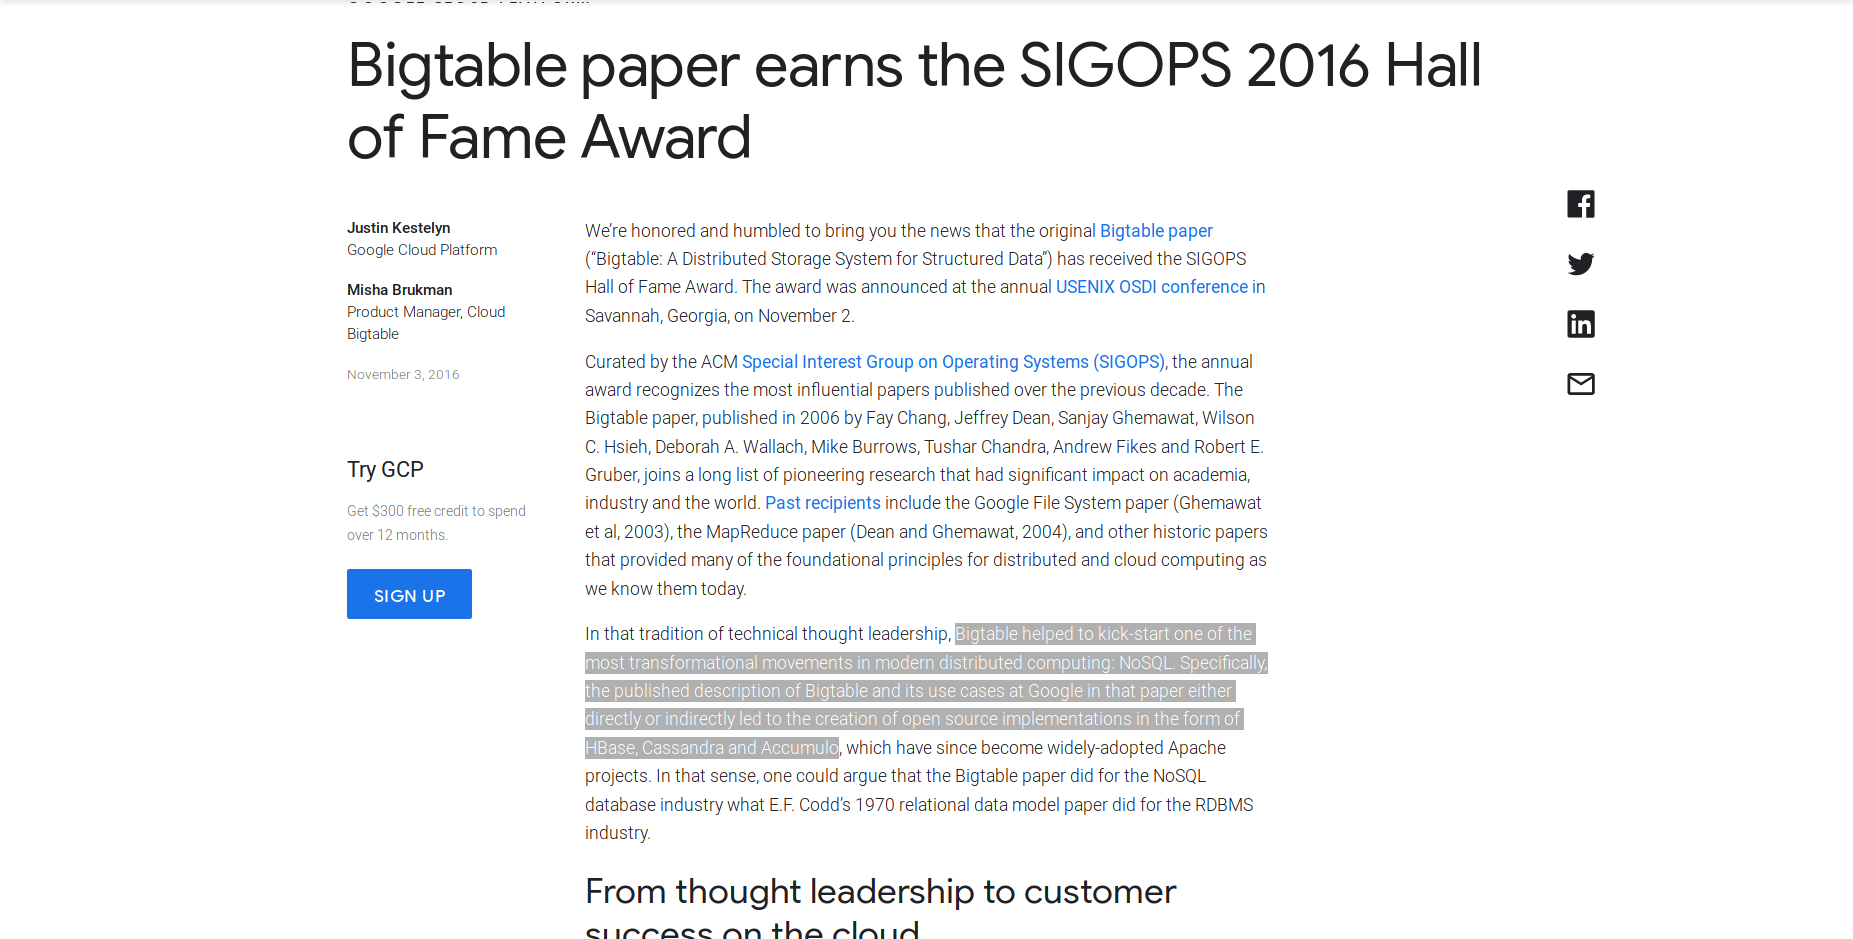 Bigtable paper earns the SIGOPS 2016 Hall
of Fame Award
Justin Kestelyn
Google Cloud Platform
Misha Brukman
Product Manager, Cloud
Bigtable
November 3, 2016
Try GCP
Get $300 free credit to spend
over 12 months.
SIGN UP
We’re honored and humbled to bring you the news that the original Bigtable paper
(“Bigtable: A Distributed Storage System for Structured Data”) has received the SIGOPS
Hall of Fame Award. The award was announced at the annual USENIX OSDI conference in
Savannah, Georgia, on November 2.
Curated by the ACM Special Interest Group on Operating Systems (SIGOPS), the annual
award recognizes the most influential papers published over the previous decade. The
Bigtable paper, published in 2006 by Fay Chang, Jeffrey Dean, Sanjay Ghemawat, Wilson
C. Hsieh, Deborah A. Wallach, Mike Burrows, Tushar Chandra, Andrew Fikes and Robert E.
Gruber, joins a long list of pioneering research that had significant impact on academia,
industry and the world. Past recipients include the Google File System paper (Ghemawat
et al, 2003), the MapReduce paper (Dean and Ghemawat, 2004), and other historic papers
that provided many of the foundational principles for distributed and cloud computing as
we know them today.
In that tradition of technical thought leadership, Bigtable helped to kick-start one of the
most transformational movements in modern distributed computing: NoSQL. Specifically,
the published description of Bigtable and its use cases at Google in that paper either
directly or indirectly led to the creation of open source implementations in the form of
HBase, Cassandra and Accumulo, which have since become widely-adopted Apache
projects. In that sense, one could argue that the Bigtable paper did for the NoSQL
database industry what E.F. Codd’s 1970 relational data model paper did for the RDBMS
industry.
From thought leadership to customer
success on the cloud